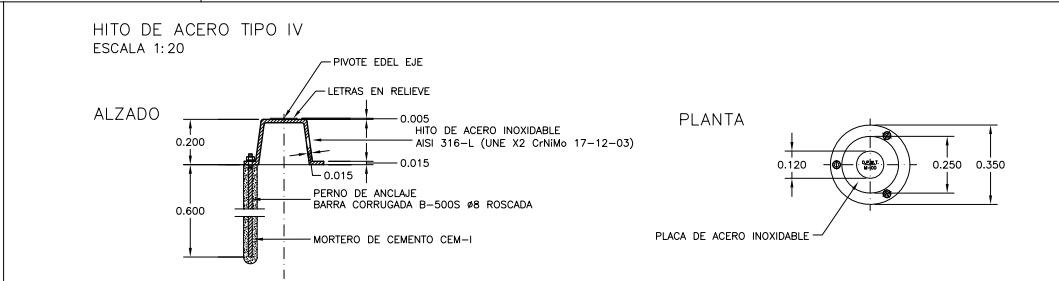 HITO DE ACERO TIPO IV
ESCALA 1:20
PIVOTE EDEL EJE
LETRAS EN RELIEVE
ALZADO
0.005
0.200
HITO DE ACERO INOXIDABLE
AISI 316-L (UNE X2 CrNiMo 17-12-03)
0.015
0.015
PERNO DE ANCLAJE
BARRA CORRUGADA B-500S ø8 ROSCADA
0.600
MORTERO DE CEMENTO CEM-I
PLANTA
0.120
0.250
0.350
PLACA DE ACERO INOXIDABLE